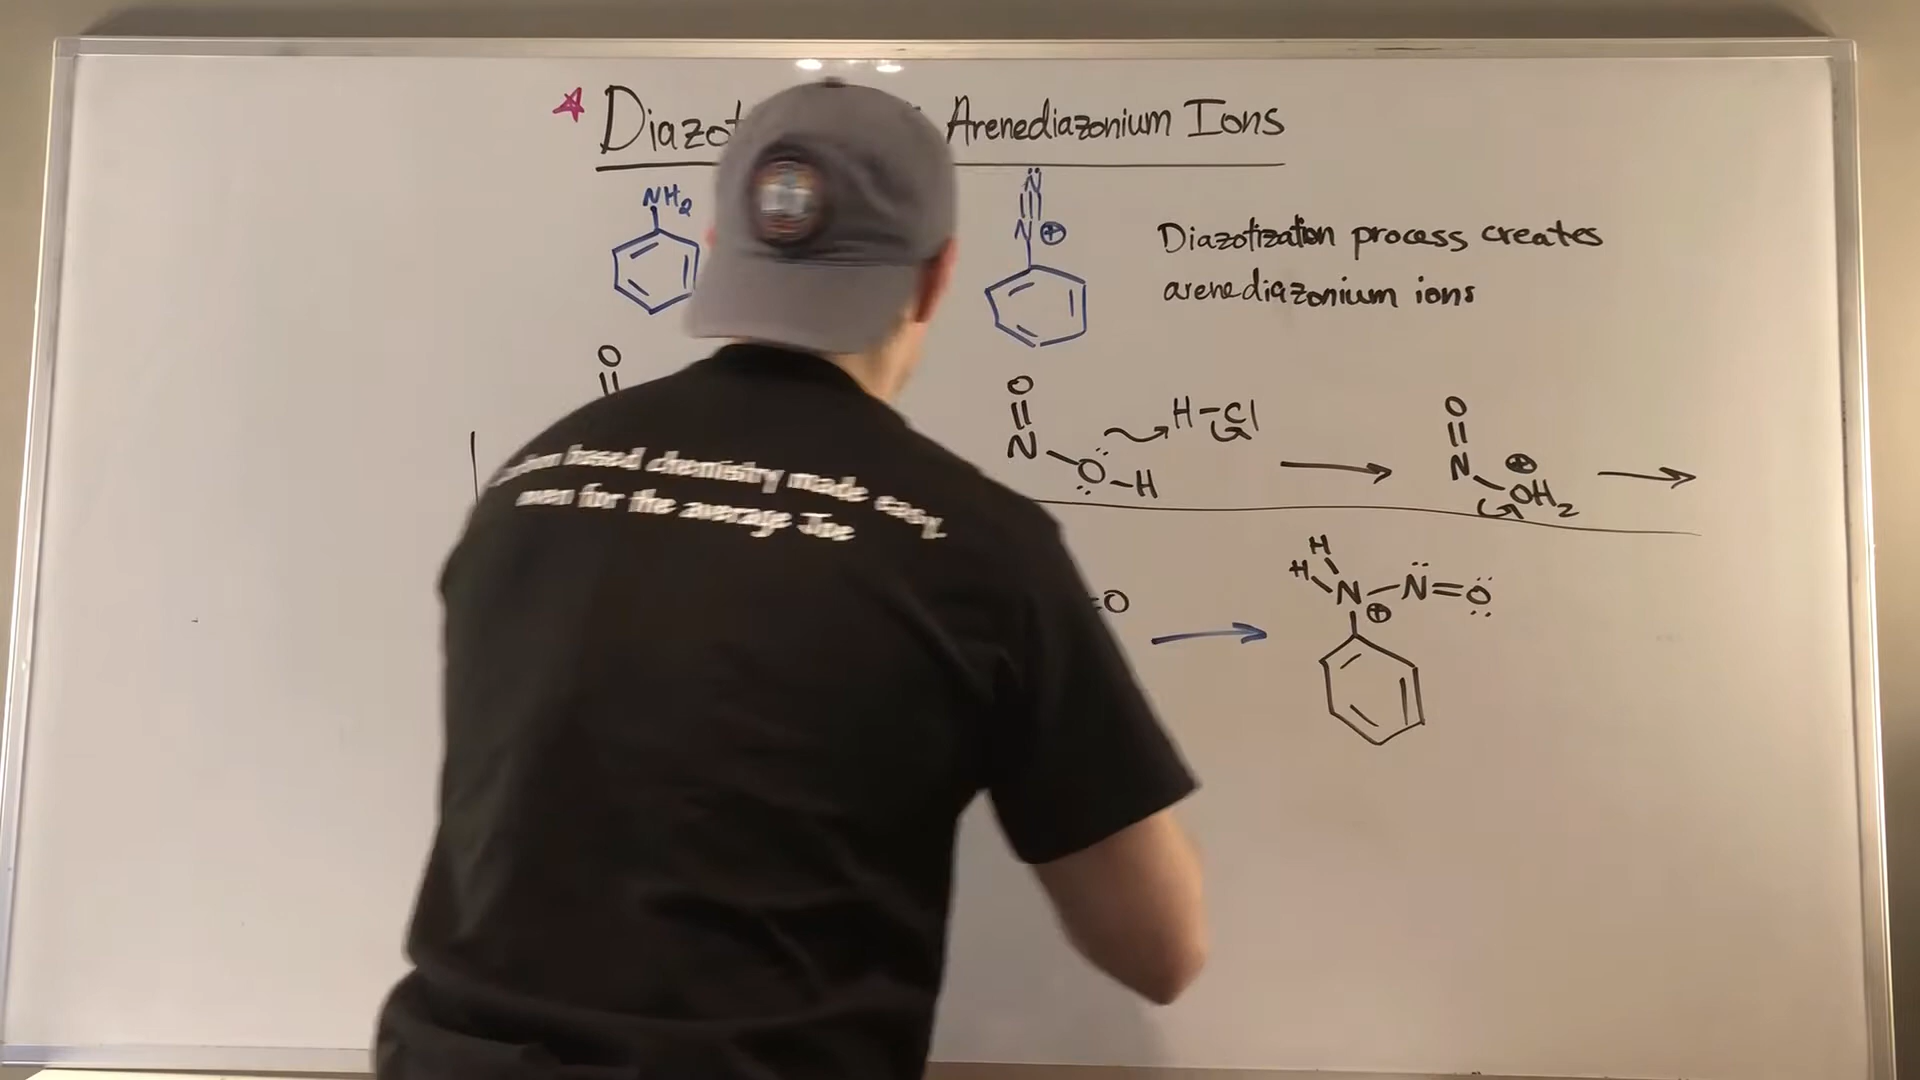 Diazot Arenediazonium Ions
NH2
N
N ⊕
Diazotization process creates
arenediazonium ions
O
O
N
O-H
H-Cl
O
N ⊕
OH2
based chemistry made easy,
even for the average Joe
=O
H
H N-N=O
⊕